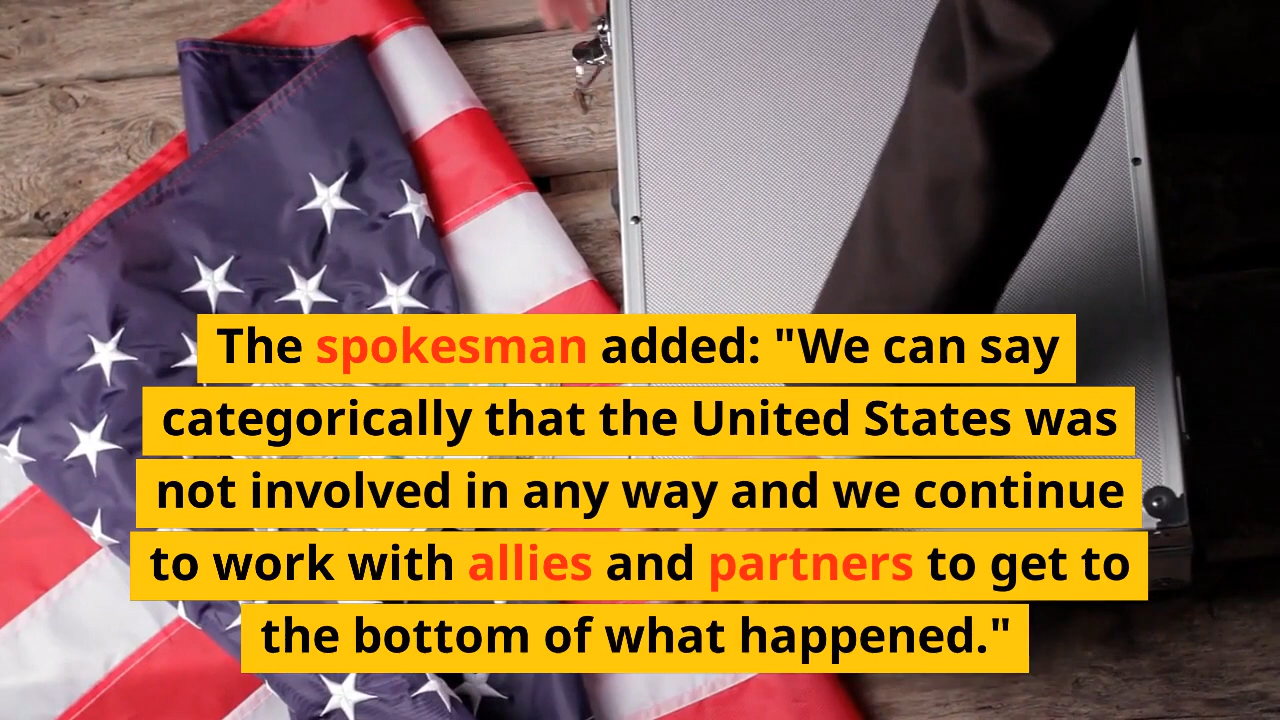 The spokesman added: "We can say
categorically that the United States was
not involved in any way and we continue
to work with allies and partners to get to
the bottom of what happened."